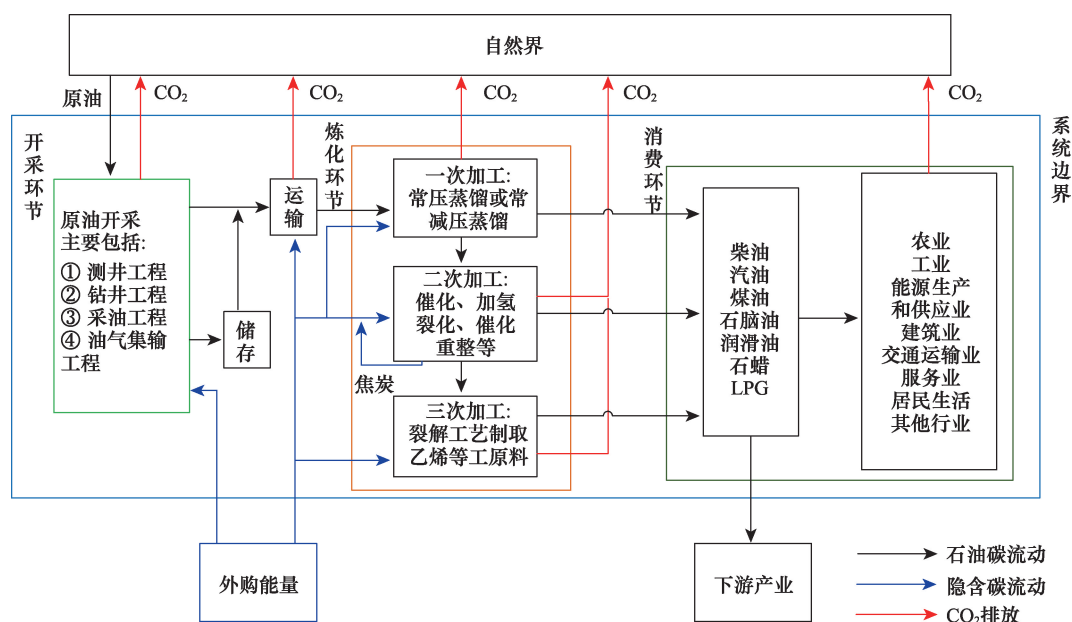 自然界
原油
CO₂
CO₂
CO₂
CO₂
CO₂
系统边界
开采环节
炼化环节
消费环节
原油开采
主要包括:
① 测井工程
② 钻井工程
③ 采油工程
④ 油气集输
工程
运输
储存
一次加工:
常压蒸馏或常
减压蒸馏
二次加工:
催化、加氢
裂化、催化
重整等
焦炭
三次加工:
裂解工艺制取
乙烯等工原料
柴油
汽油
煤油
石脑油
润滑油
石蜡
LPG
农业
工业
能源生产
和供应业
建筑业
交通运输业
服务业
居民生活
其他行业
外购能量
下游产业
石油碳流动
隐含碳流动
CO₂排放